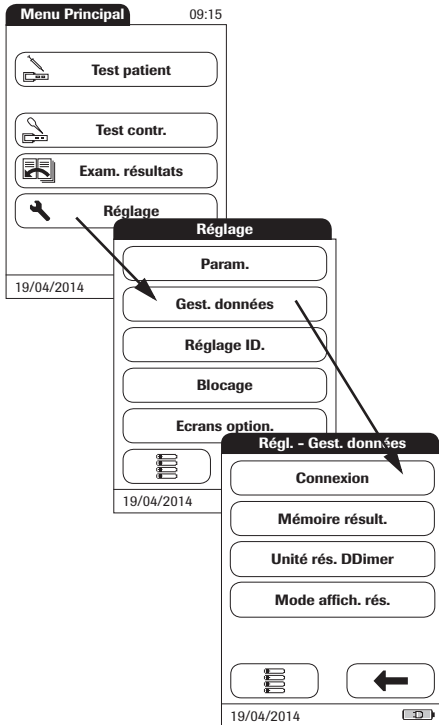 Menu Principal 09:15
Test patient
Test contr.
Exam. résultats
Réglage
19/04/2014
Réglage
Param.
Gest. données
Réglage ID.
Blocage
Ecrans option.
19/04/2014
Régl. - Gest. données
Connexion
Mémoire résult.
Unité rés. DDimer
Mode affich. rés.
19/04/2014